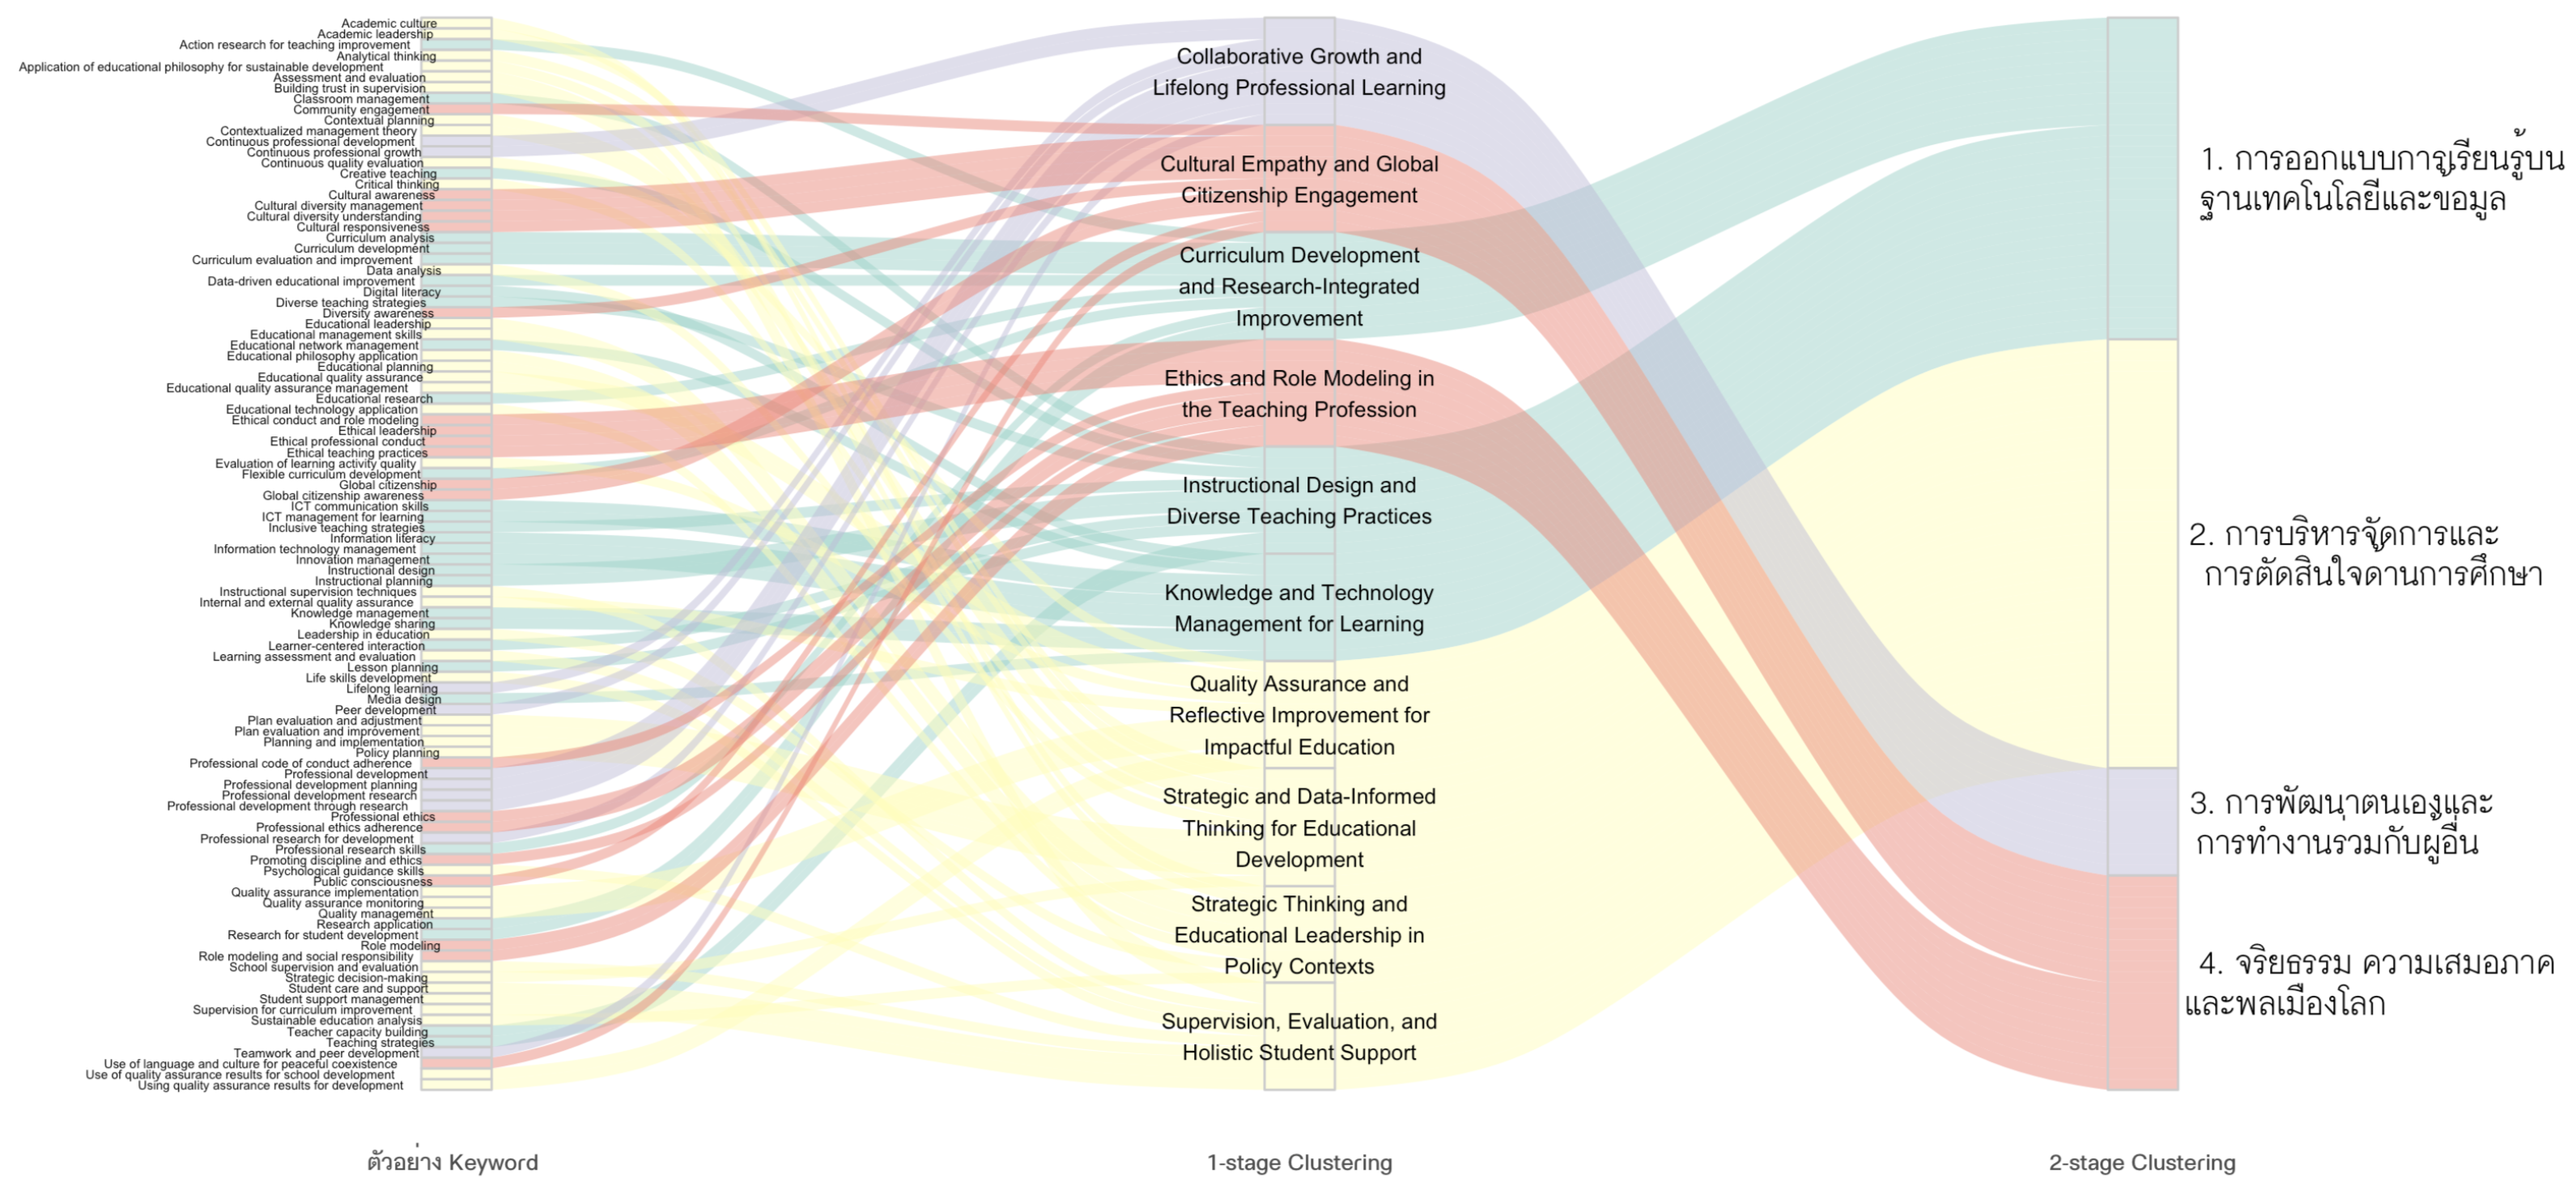 Academic culture
Academic leadership
Action research for teaching improvement
Analytical thinking
Application of educational philosophy for sustainable development
Assessment and evaluation
Building trust in supervision
Classroom management
Community engagement
Contextual planning
Contextualized management theory
Continuous professional development
Continuous professional growth
Continuous quality evaluation
Creative teaching
Critical thinking
Cultural awareness
Cultural diversity management
Cultural diversity understanding
Cultural responsiveness
Curriculum analysis
Curriculum development
Curriculum evaluation and improvement
Data analysis
Data-driven educational improvement
Digital literacy
Diverse teaching strategies
Diversity awareness
Educational leadership
Educational management skills
Educational network management
Educational philosophy application
Educational planning
Educational quality assurance
Educational quality assurance management
Educational research
Educational technology application
Ethical conduct and role modeling
Ethical leadership
Ethical professional conduct
Ethical teaching practices
Evaluation of learning activity quality
Flexible curriculum development
Global citizenship
Global citizenship awareness
ICT communication skills
ICT management for learning
Inclusive teaching strategies
Information literacy
Information technology management
Innovation management
Instructional design
Instructional planning
Instructional supervision techniques
Internal and external quality assurance
Knowledge management
Knowledge sharing
Leadership in education
Learner-centered interaction
Learning assessment and evaluation
Lesson planning
Life skills development
Lifelong learning
Media design
Peer development
Plan evaluation and adjustment
Plan evaluation and improvement
Planning and implementation
Policy planning
Professional code of conduct adherence
Professional development
Professional development planning
Professional development research
Professional development through research
Professional ethics
Professional ethics adherence
Professional research for development
Professional research skills
Promoting discipline and ethics
Psychological guidance skills
Public consciousness
Quality assurance implementation
Quality assurance monitoring
Quality management
Research application
Research for student development
Role modeling
Role modeling and social responsibility
School supervision and evaluation
Strategic decision-making
Student care and support
Student support management
Supervision for curriculum improvement
Sustainable education analysis
Teacher capacity building
Teaching strategies
Teamwork and peer development
Use of language and culture for peaceful coexistence
Use of quality assurance results for school development
Using quality assurance results for development
ตัวอย่าง Keyword
Collaborative Growth and
Lifelong Professional Learning
Cultural Empathy and Global
Citizenship Engagement
Curriculum Development
and Research-Integrated
Improvement
Ethics and Role Modeling in
the Teaching Profession
Instructional Design and
Diverse Teaching Practices
Knowledge and Technology
Management for Learning
Quality Assurance and
Reflective Improvement for
Impactful Education
Strategic and Data-Informed
Thinking for Educational
Development
Strategic Thinking and
Educational Leadership in
Policy Contexts
Supervision, Evaluation, and
Holistic Student Support
1-stage Clustering
1. การออกแบบการเรียนรู้บน
ฐานเทคโนโลยีและข้อมูล
2. การบริหารจัดการและ
การตัดสินใจด้านการศึกษา
3. การพัฒนาตนเองและ
การทำงานร่วมกับผู้อื่น
4. จริยธรรม ความเสมอภาค
และพลเมืองโลก
2-stage Clustering